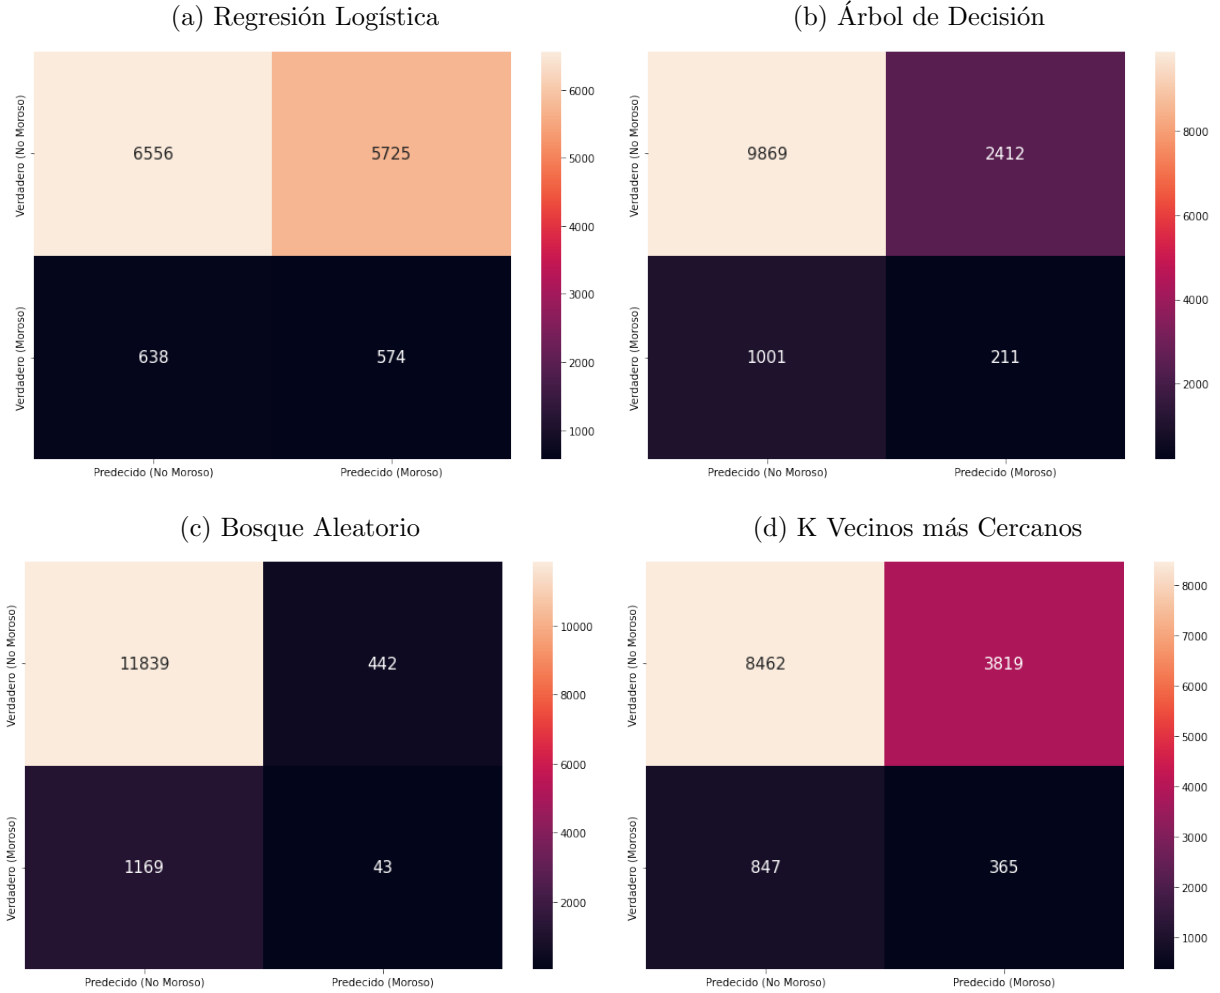 (a) Regresión Logística
Verdadero (No Moroso)
Verdadero (Moroso)
6556 5725
638 574
Predecido (No Moroso) Predecido (Moroso)
6000
5000
4000
3000
2000
1000
(b) Árbol de Decisión
Verdadero (No Moroso)
Verdadero (Moroso)
9869 2412
1001 211
Predecido (No Moroso) Predecido (Moroso)
8000
6000
4000
2000
(c) Bosque Aleatorio
Verdadero (No Moroso)
Verdadero (Moroso)
11839 442
1169 43
Predecido (No Moroso) Predecido (Moroso)
10000
8000
6000
4000
2000
(d) K Vecinos más Cercanos
Verdadero (No Moroso)
Verdadero (Moroso)
8462 3819
847 365
Predecido (No Moroso) Predecido (Moroso)
8000
7000
6000
5000
4000
3000
2000
1000